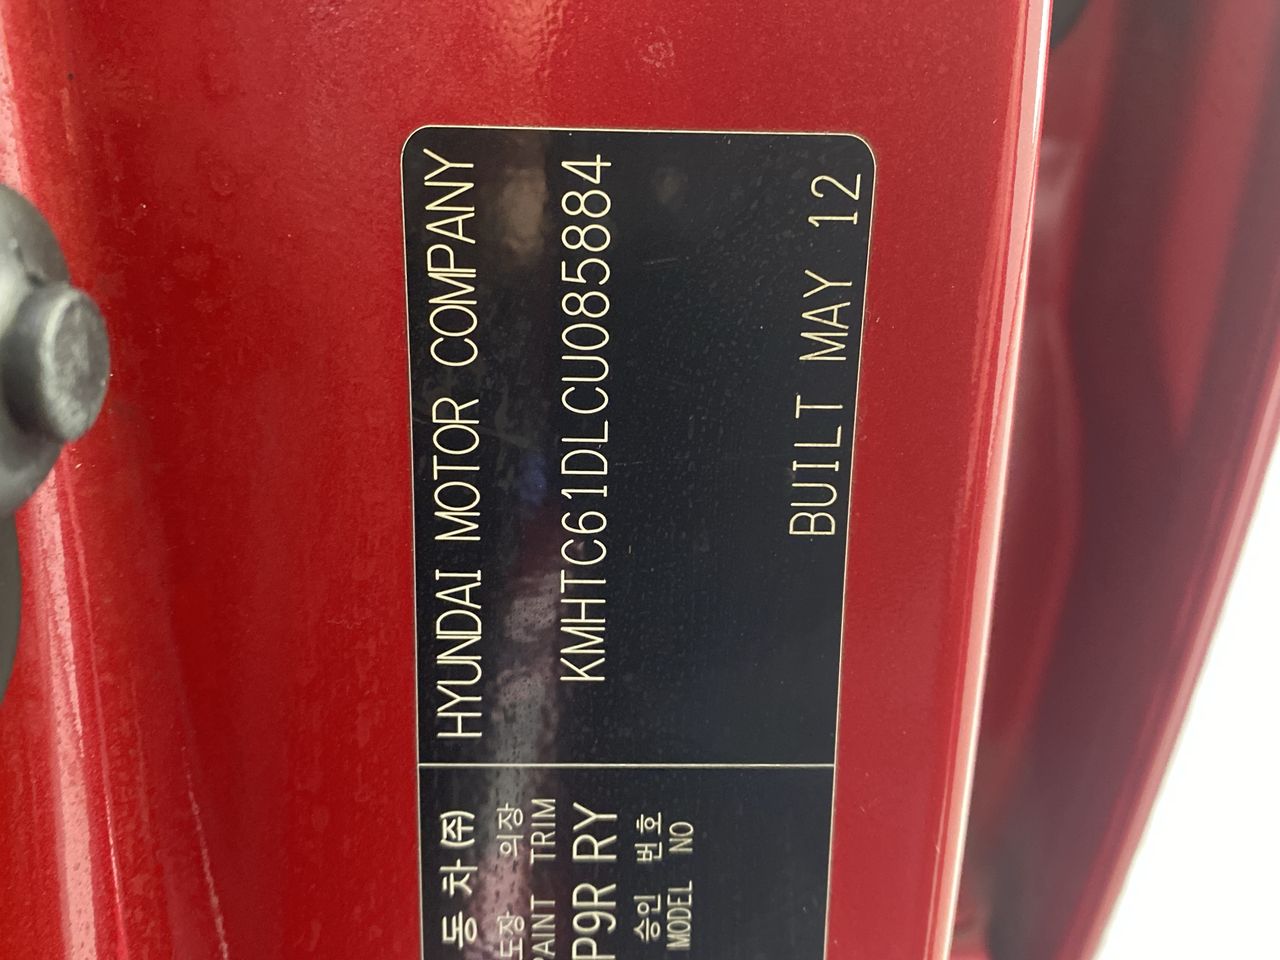 동차(주)
HYUNDAI MOTOR COMPANY
도장 의장
PAINT TRIM
KMHTC61DLCU085884
P9R RY
승인 번호
MODEL NO
BUILT MAY 12